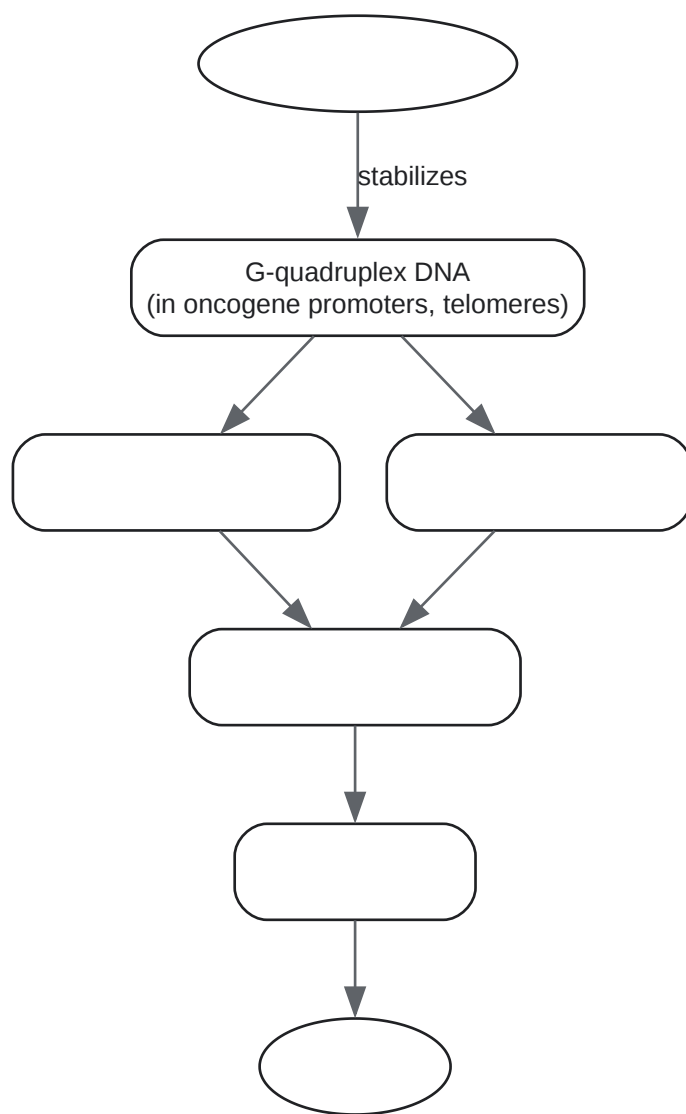 stabilizes
G-quadruplex DNA
(in oncogene promoters, telomeres)